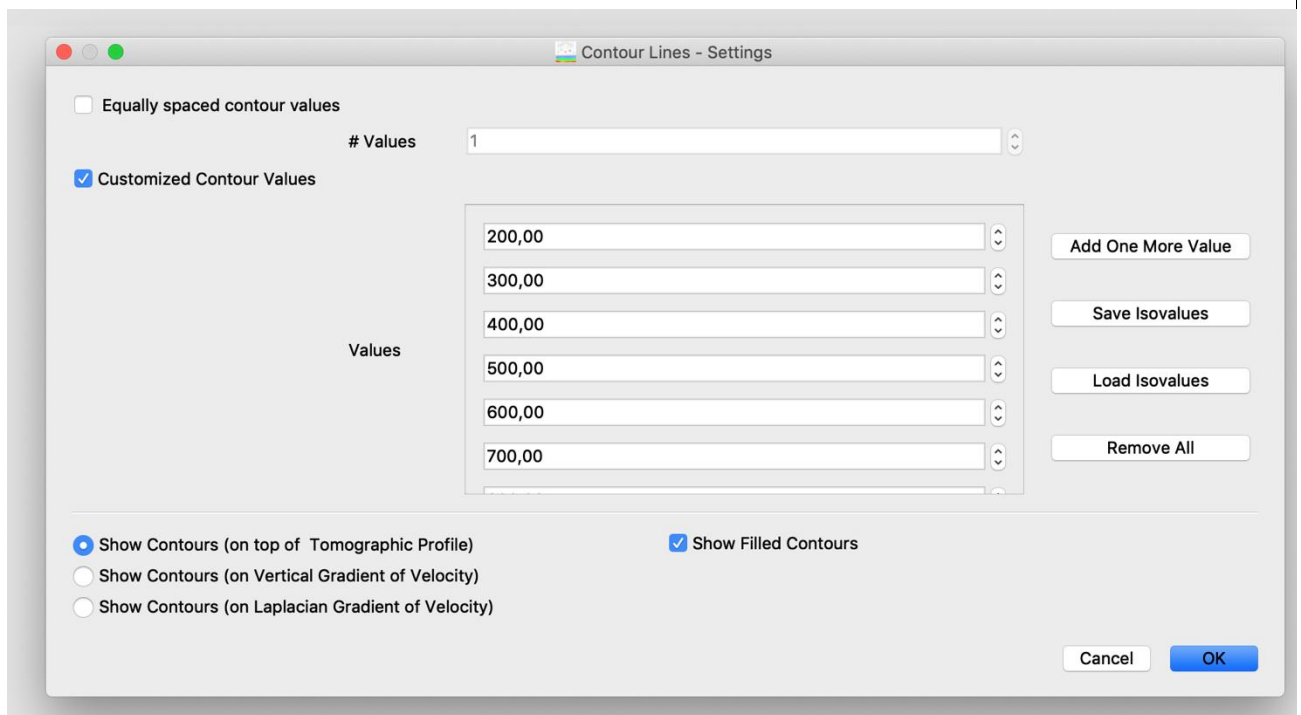 Contour Lines - Settings
Equally spaced contour values
# Values 1
Customized Contour Values
200,00
Add One More Value
300,00
Save Isovalues
400,00
Values
500,00
Load Isovalues
600,00
Remove All
700,00
Show Contours (on top of  Tomographic Profile) Show Filled Contours
Show Contours (on Vertical Gradient of Velocity)
Show Contours (on Laplacian Gradient of Velocity)
Cancel OK